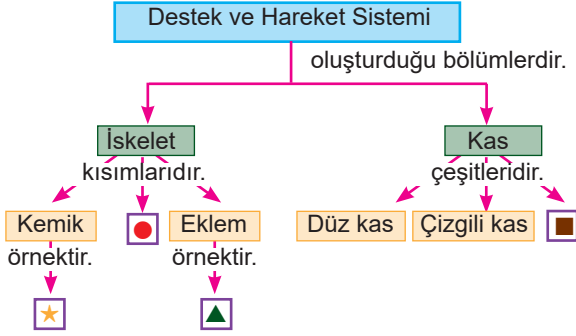 Destek ve Hareket Sistemi
oluşturduğu bölümlerdir.
İskelet
Kas
kısımlarıdır.
çeşitleridir.
Kemik
Eklem
Düz kas
Çizgili kas
örnektir.
örnektir.